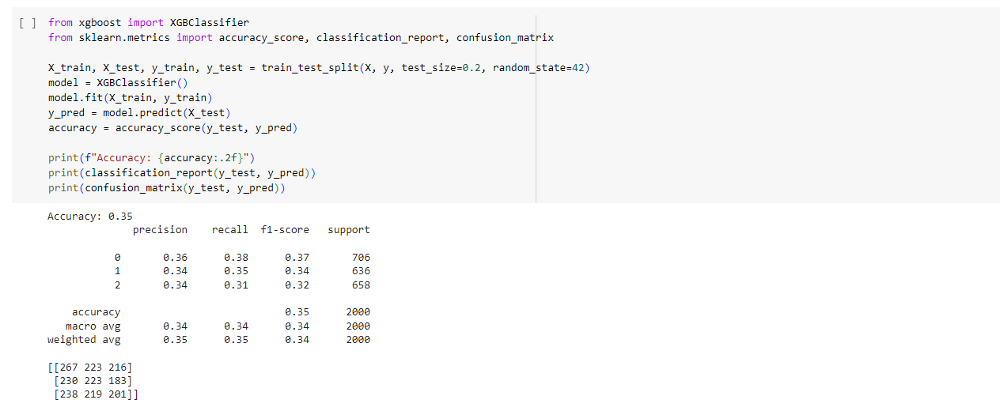 [ ] from xgboost import XGBClassifier
from sklearn.metrics import accuracy_score, classification_report, confusion_matrix
X_train, X_test, y_train, y_test = train_test_split(X, y, test_size=0.2, random_state=42)
model = XGBClassifier()
model.fit(X_train, y_train)
y_pred = model.predict(X_test)
accuracy = accuracy_score(y_test, y_pred)
print(f"Accuracy: {accuracy:.2f}")
print(classification_report(y_test, y_pred))
print(confusion_matrix(y_test, y_pred))
Accuracy: 0.35
precision recall f1-score support
0 0.36 0.38 0.37 706
1 0.34 0.35 0.34 636
2 0.34 0.31 0.32 658
accuracy 0.35 2000
macro avg 0.34 0.34 0.34 2000
weighted avg 0.35 0.35 0.34 2000
[[267 223 216]
[230 223 183]
[238 219 201]]